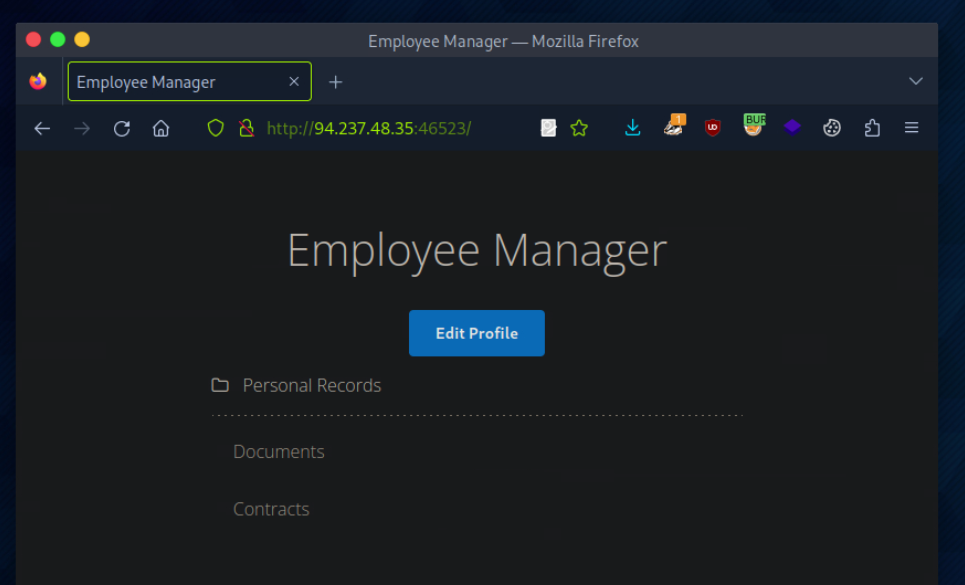 Employee Manager — Mozilla Firefox
Employee Manager
http://94.237.48.35:46523/
1
UD
BUR
Employee Manager
Edit Profile
Personal Records
Documents
Contracts